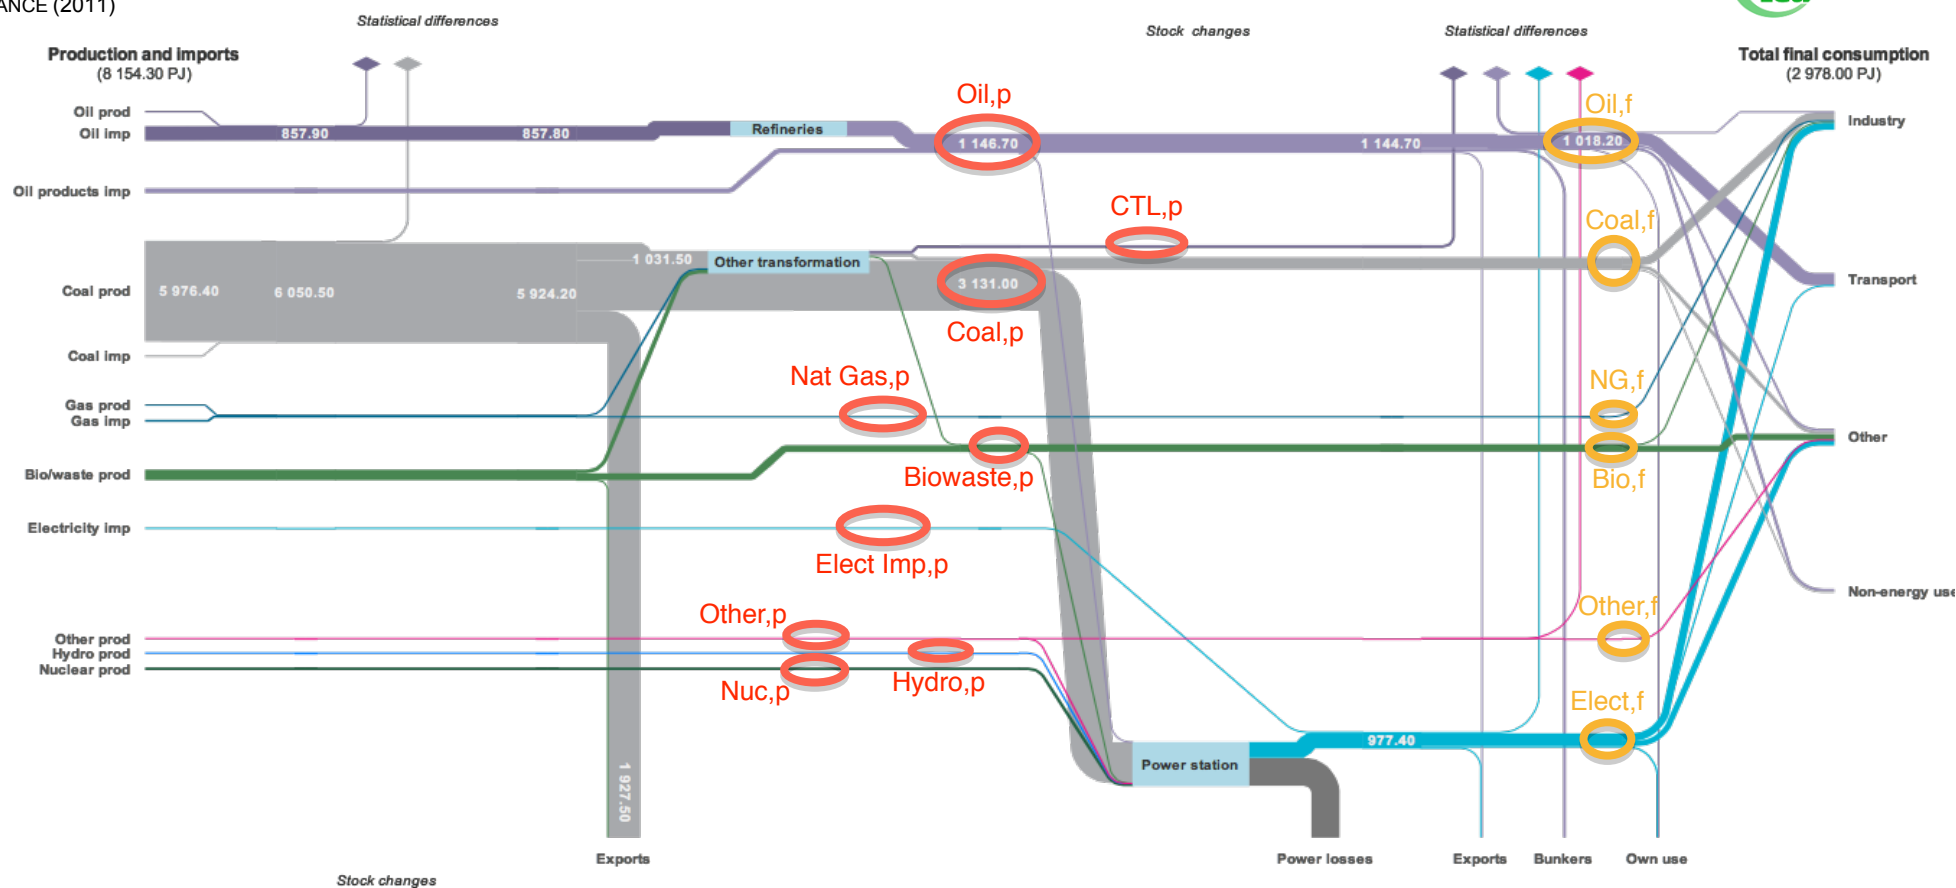 ANCE (2011)
Statistical differences
Stock changes
Statistical differences
Production and imports
(8 154.30 PJ)
Total final consumption
(2 978.00 PJ)
Oil prod
Oil imp
857.90
857.80
Refineries
Oil,p
1 146.70
1 144.70
Oil,f
1 018.20
Industry
Oil products imp
CTL,p
Coal,f
1 031.50
Other transformation
Coal prod
5 976.40
6 050.50
5 924.20
3 131.00
Coal,p
Transport
Coal imp
Nat Gas,p
NG,f
Gas prod
Gas imp
Other
Bio/waste prod
Biowaste,p
Bio,f
Electricity imp
Elect Imp,p
Non-energy use
Other,p
Other,f
Other prod
Hydro prod
Nuclear prod
Nuc,p
Hydro,p
Elect,f
977.40
Power station
1 927.50
Exports
Power losses
Exports
Bunkers
Own use
Stock changes